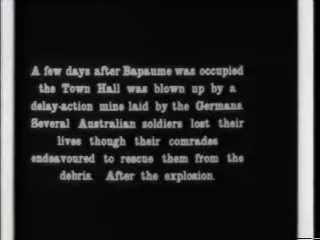 A few days after Bapaume was occupied
the Town Hall was blown up by a
delay-action mine laid by the Germans.
Several Australian soldiers lost their
lives though their comrades
endeavoured to rescue them from the
debris. After the explosion.